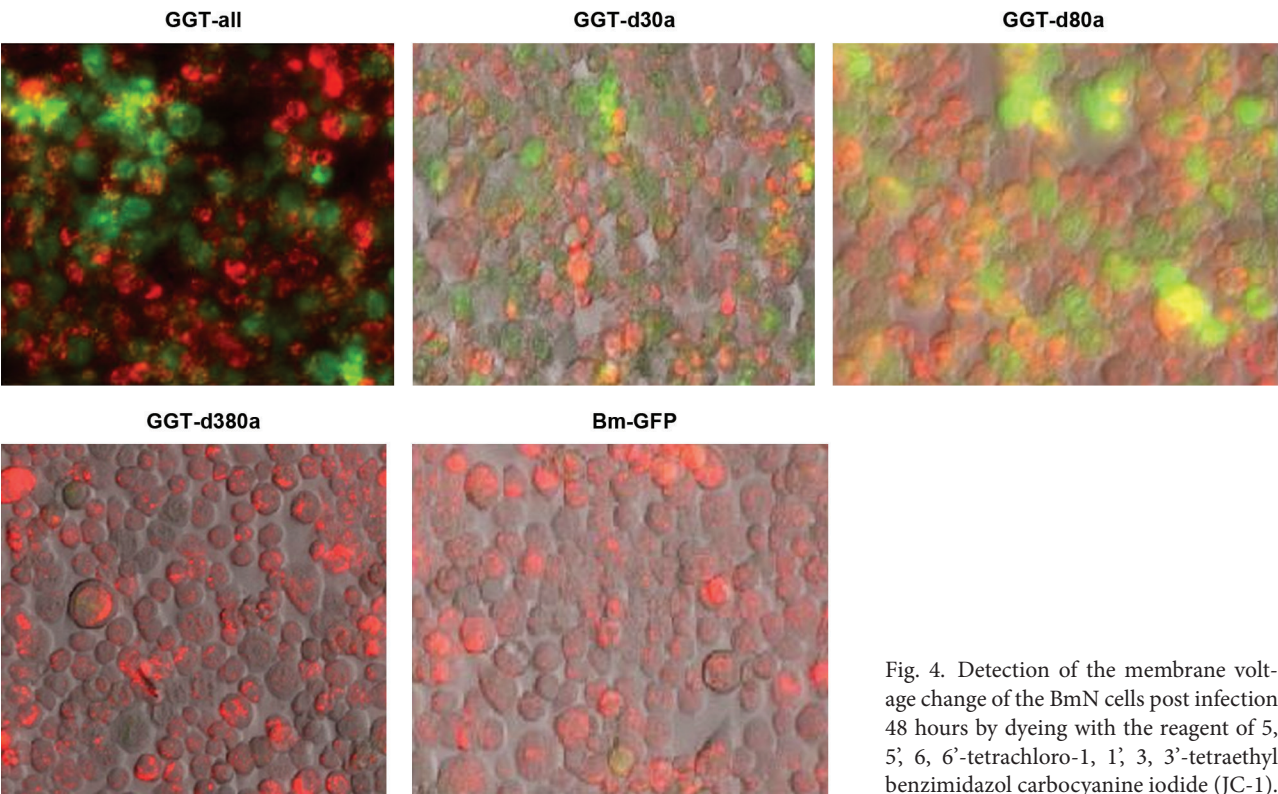 GGT-all
GGT-d30a
GGT-d80a
GGT-d380a
Bm-GFP
Fig. 4. Detection of the membrane volt-
age change of the BmN cells post infection
48 hours by dyeing with the reagent of 5,
5’, 6, 6’-tetrachloro-1, 1’, 3, 3’-tetraethyl
benzimidazol carbocyanine iodide (JC-1).